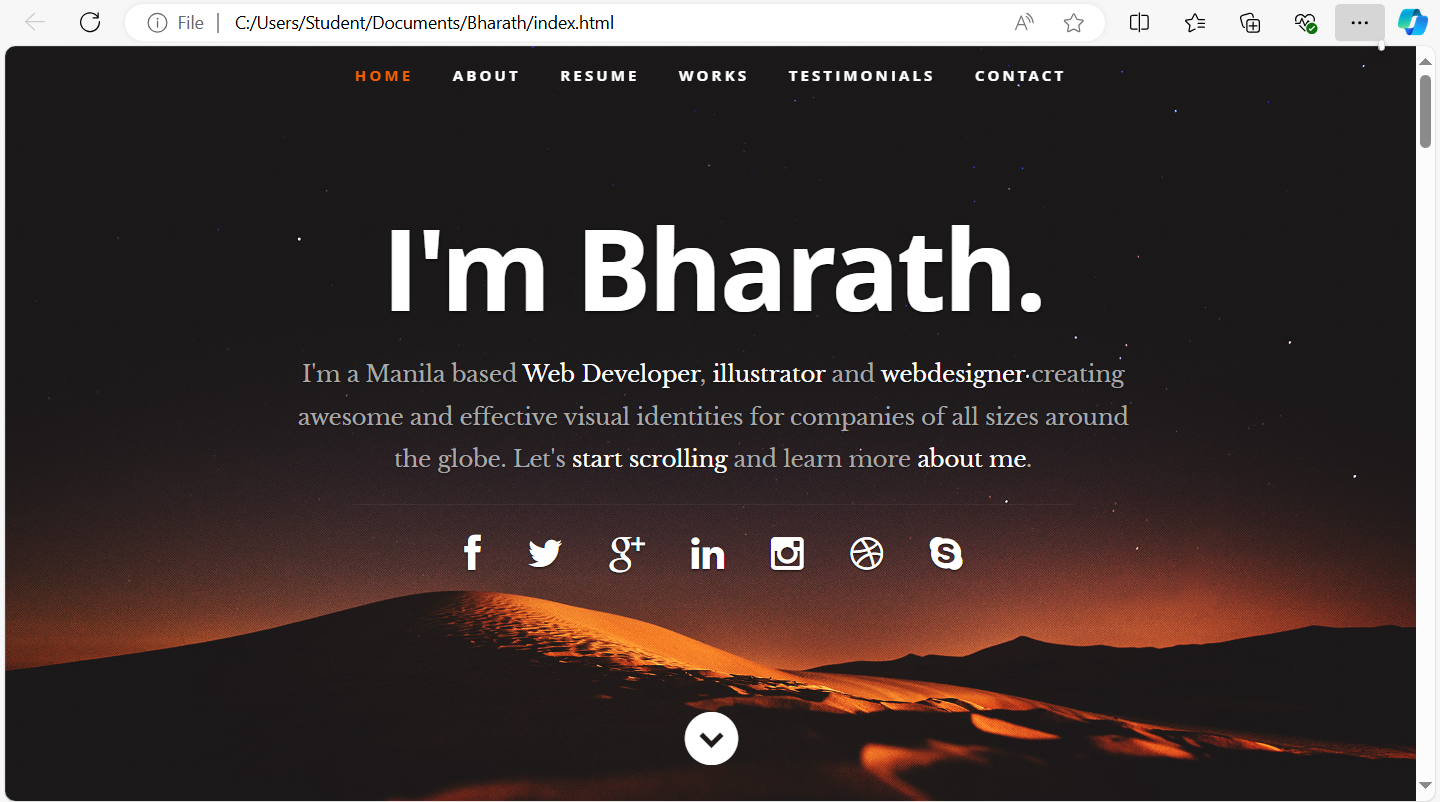 File C:/Users/Student/Documents/Bharath/index.html
HOME ABOUT RESUME WORKS TESTIMONIALS CONTACT
I'm Bharath.
I'm a Manila based Web Developer, illustrator and webdesigner creating
awesome and effective visual identities for companies of all sizes around
the globe. Let's start scrolling and learn more about me.